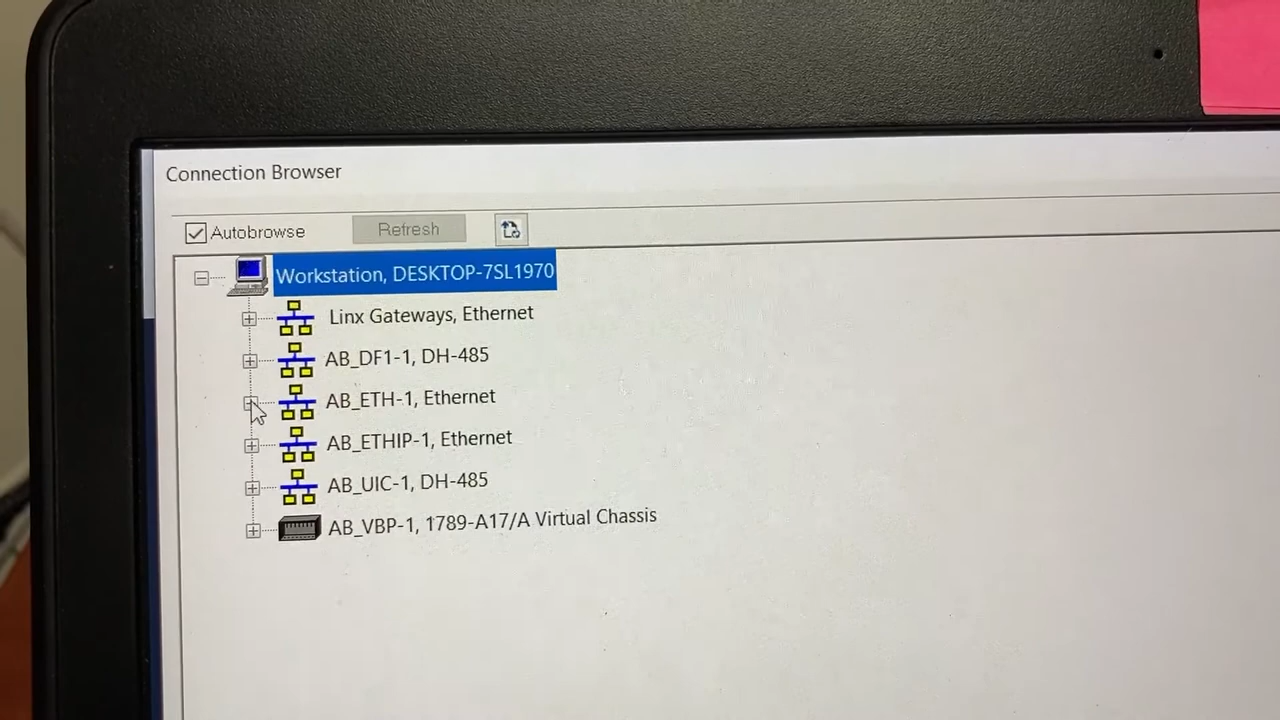 Connection Browser
Autobrowse Refresh
Workstation, DESKTOP-7SL1970
Linx Gateways, Ethernet
AB_DF1-1, DH-485
AB_ETH-1, Ethernet
AB_ETHIP-1, Ethernet
AB_UIC-1, DH-485
AB_VBP-1, 1789-A17/A Virtual Chassis